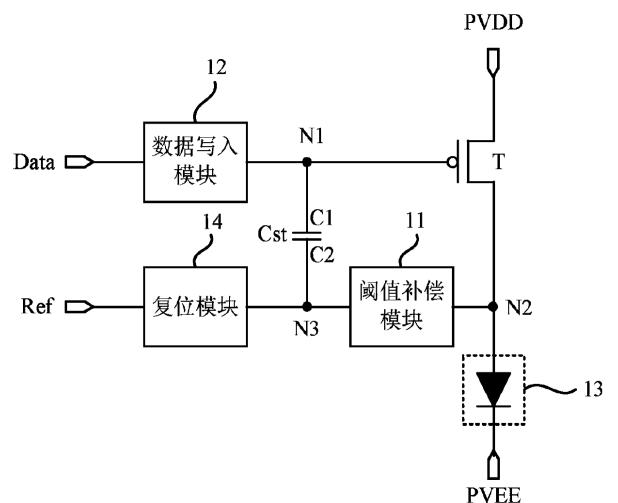 PVDD
12
数据写入
模块
Data
N1
T
C1
Cst
C2
14
复位模块
Ref
N3
11
阈值补偿
模块
N2
13
PVEE